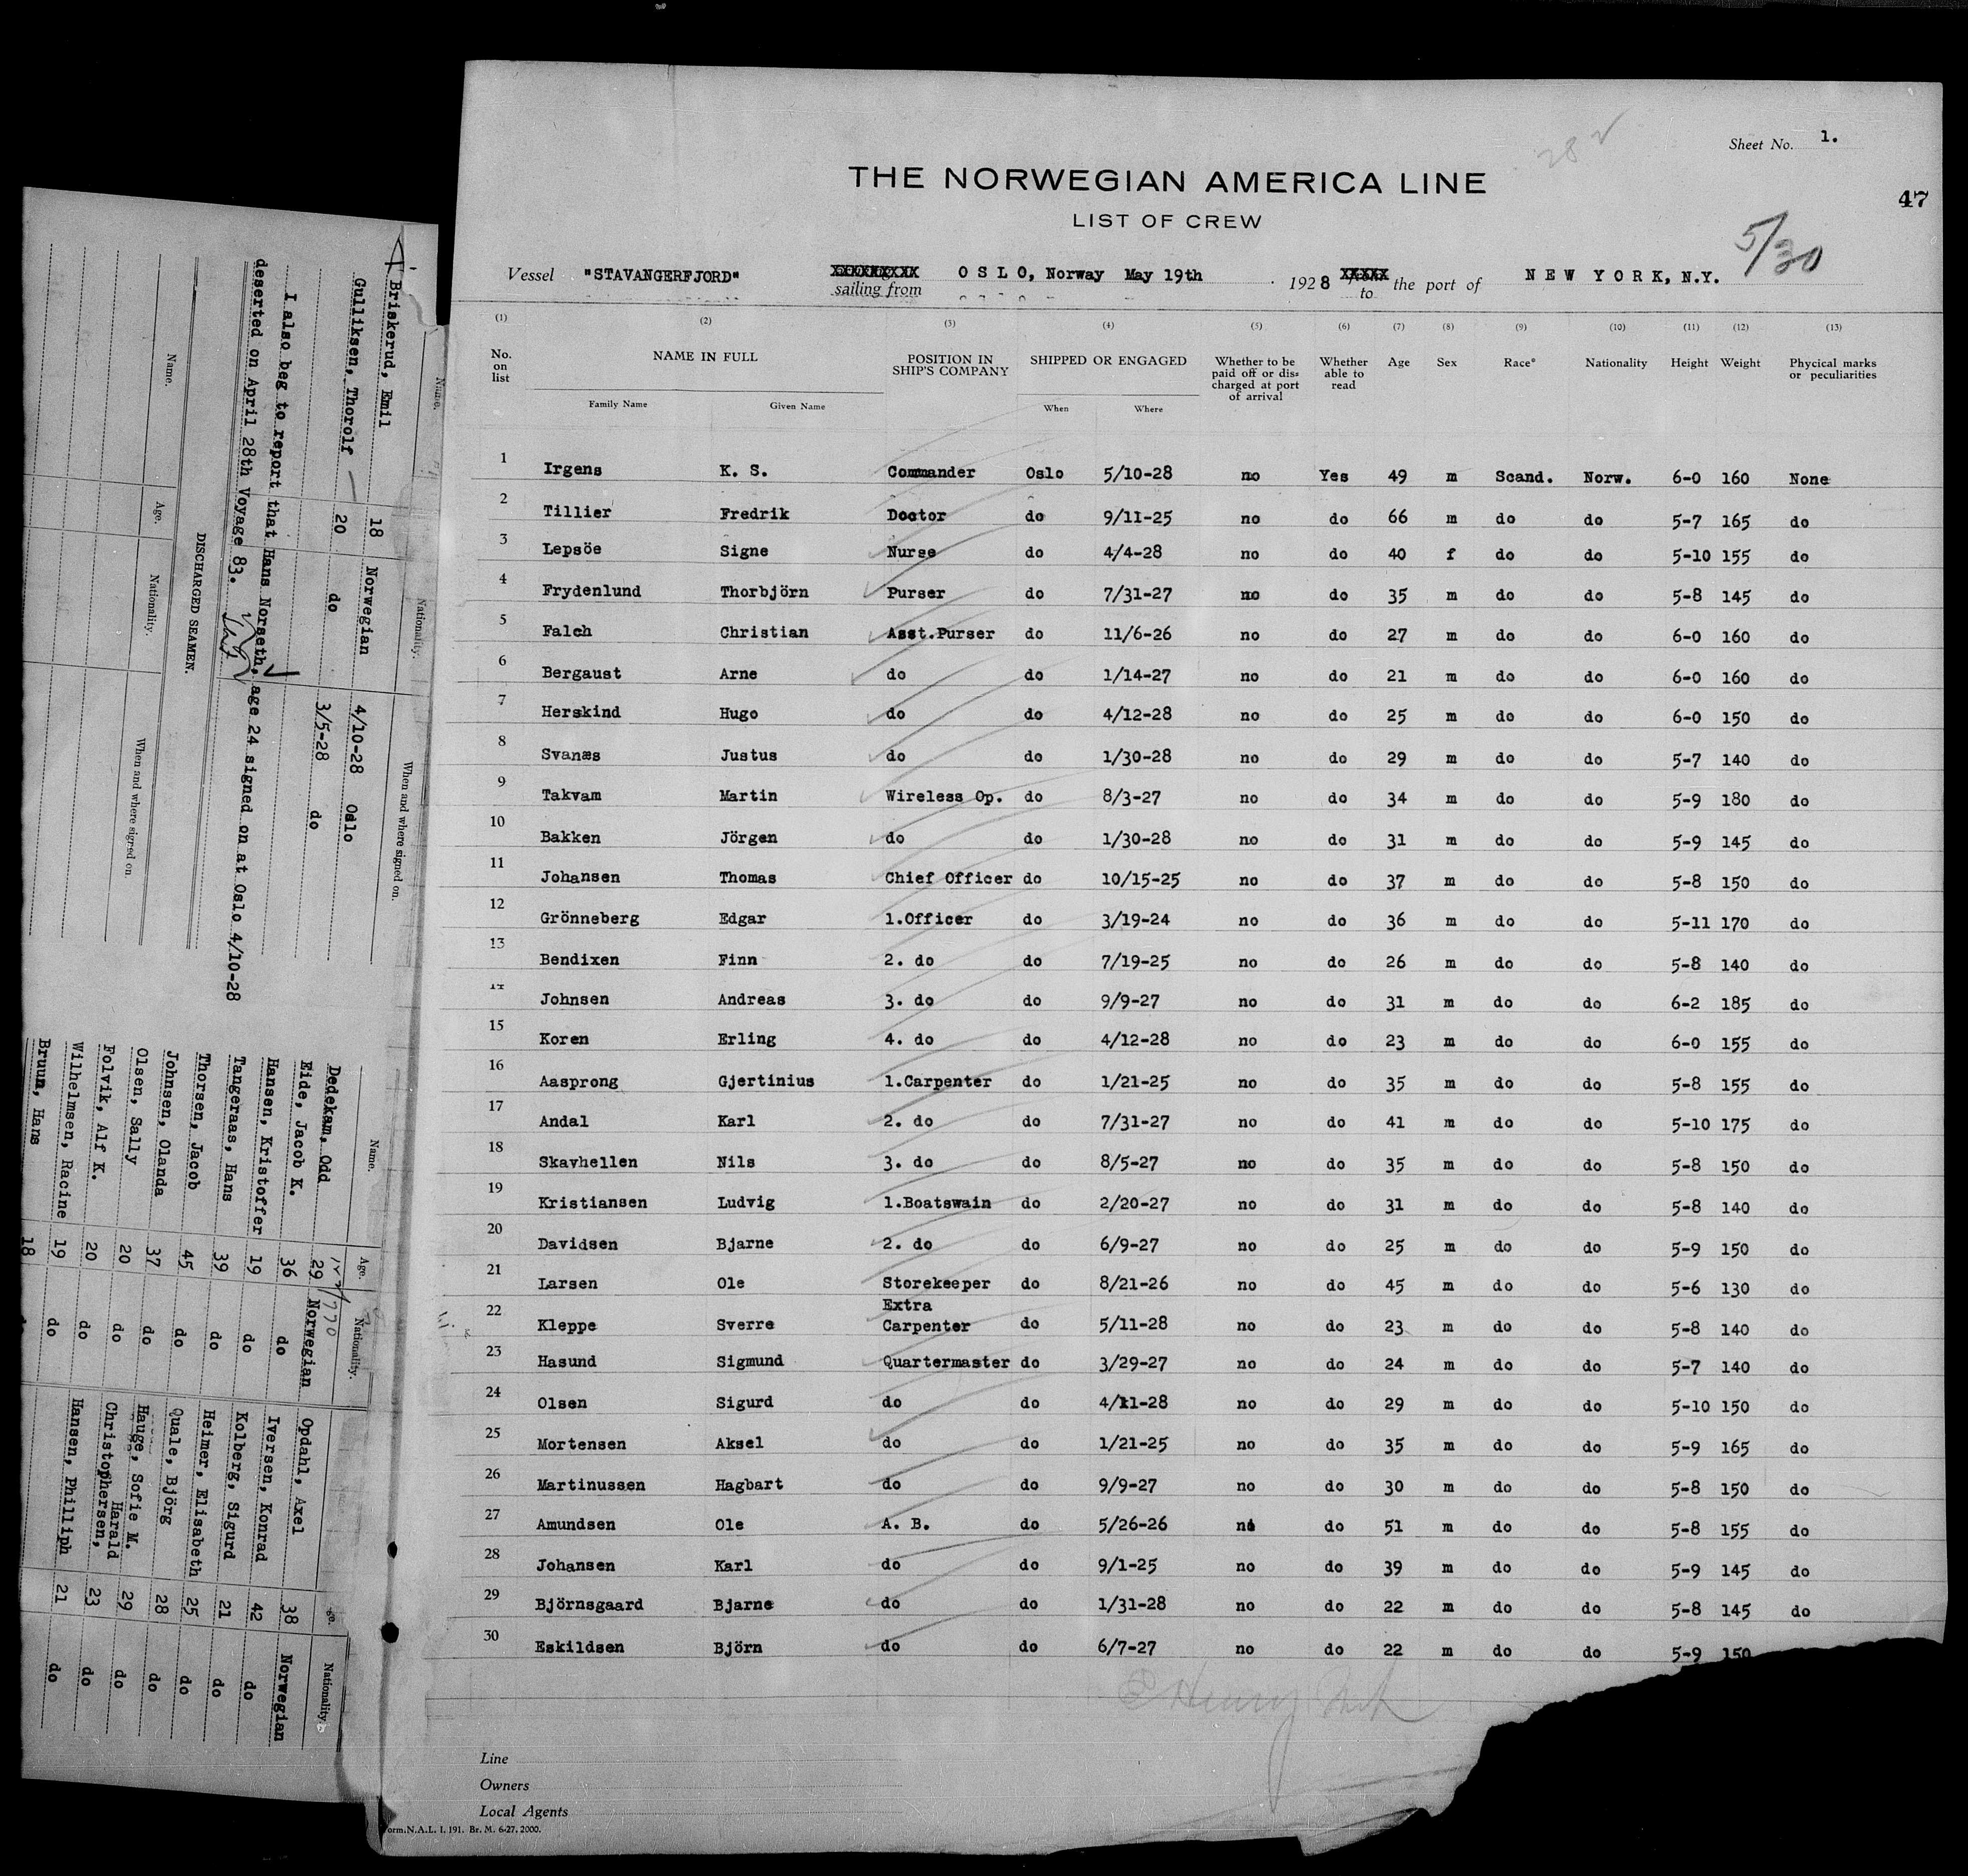 Sheet No. 1.
THE NORWEGIAN AMERICA LINE
47
LIST OF CREW
5/30
Vessel "STAVANGERFJORD" sailing from OSLO, Norway May 19th 1928 to the port of NEW YORK, N.Y.
(1) (2) (3) (4) (5) (6) (7) (8) (9) (10) (11) (12) (13)
No. on list NAME IN FULL POSITION IN SHIP'S COMPANY SHIPPED OR ENGAGED Whether to be paid off or discharged at port of arrival Whether able to read Age Sex Race* Nationality Height Weight Physical marks or peculiarities
Family Name Given Name When Where
1 Irgens K. S. Commander Oslo 5/10-28 no Yes 49 m Scand. Norw. 6-0 160 None
2 Tillier Fredrik Doctor do 9/11-25 no do 66 m do do 5-7 165 do
3 Lepsöe Signe Nurse do 4/4-28 no do 40 f do do 5-10 155 do
4 Frydenlund Thorbjörn Purser do 7/31-27 no do 35 m do do 5-8 145 do
5 Falch Christian Asst.Purser do 11/6-26 no do 27 m do do 6-0 160 do
6 Bergaust Arne do do 1/14-27 no do 21 m do do 6-0 160 do
7 Herskind Hugo do do 4/12-28 no do 25 m do do 6-0 150 do
8 Svanæs Justus do do 1/30-28 no do 29 m do do 5-7 140 do
9 Takvam Martin Wireless Op. do 8/3-27 no do 34 m do do 5-9 180 do
10 Bakken Jörgen do do 1/30-28 no do 31 m do do 5-9 145 do
11 Johansen Thomas Chief Officer do 10/15-25 no do 37 m do do 5-8 150 do
12 Grönneberg Edgar 1.Officer do 3/19-24 no do 36 m do do 5-11 170 do
13 Bendixen Finn 2. do do 7/19-25 no do 26 m do do 5-8 140 do
14 Johnsen Andreas 3. do do 9/9-27 no do 31 m do do 6-2 185 do
15 Koren Erling 4. do do 4/12-28 no do 23 m do do 6-0 155 do
16 Aasprong Gjertinius 1.Carpenter do 1/21-25 no do 35 m do do 5-8 155 do
17 Andal Karl 2. do do 7/31-27 no do 41 m do do 5-10 175 do
18 Skavhellen Nils 3. do do 8/5-27 no do 35 m do do 5-8 150 do
19 Kristiansen Ludvig 1.Boatswain do 2/20-27 no do 31 m do do 5-8 140 do
20 Davidsen Bjarne 2. do do 6/9-27 no do 25 m do do 5-9 150 do
21 Larsen Ole Storekeeper do 8/21-26 no do 45 m do do 5-6 130 do
22 Kleppe Sverre Extra Carpenter do 5/11-28 no do 23 m do do 5-8 140 do
23 Hasund Sigmund Quartermaster do 3/29-27 no do 24 m do do 5-7 140 do
24 Olsen Sigurd do do 4/11-28 no do 29 m do do 5-10 150 do
25 Mortensen Aksel do do 1/21-25 no do 35 m do do 5-9 165 do
26 Martinussen Hagbart do do 9/9-27 no do 30 m do do 5-8 150 do
27 Amundsen Ole A. B. do 5/26-26 no do 51 m do do 5-8 155 do
28 Johansen Karl do do 9/1-25 no do 39 m do do 5-9 145 do
29 Björnsgaard Bjarne do do 1/31-28 no do 22 m do do 5-8 145 do
30 Eskildsen Björn do do 6/7-27 no do 22 m do do 5-9 150
Line
Owners
Local Agents
orm.N.A.L. I. 191. Br. M. 6-27. 2000.
Name. Nationality. When and where signed on.
Briskerud, Emil 18 Norwegian 4/10-28 Oslo
Gulliksen, Thorolf 20 do 3/5-28 do
I also beg to report that Hans Norseth, age 24 signed on at Oslo 4/10-28
deserted on April 28th Voyage 83.
DISCHARGED SEAMEN.
Name. Age. Nationality. When and where signed on.
Name. Age. Nationality.
Dedekam, Odd 29 Norwegian
Eide, Jacob K. 36 do
Hansen, Kristoffer 19 do
Tangeraas, Hans 39 do
Thorsen, Jacob 45 do
Johnsen, Olanda 37 do
Olsen, Sally 20 do
Folvik, Alf K. 20 do
Wilhelmsen, Racine 19 do
Bruum, Hans 18
ge. Nationality
Opdahl, Axel 38 Norwegian
Iversen, Konrad 42 do
Kolberg, Sigurd 21 do
Heimer, Elisabeth 25 do
Quale, Björg 28 do
Hauge, Sofie M. 29 do
Christophersen, Harald 23 do
Hansen, Philliph 21 do